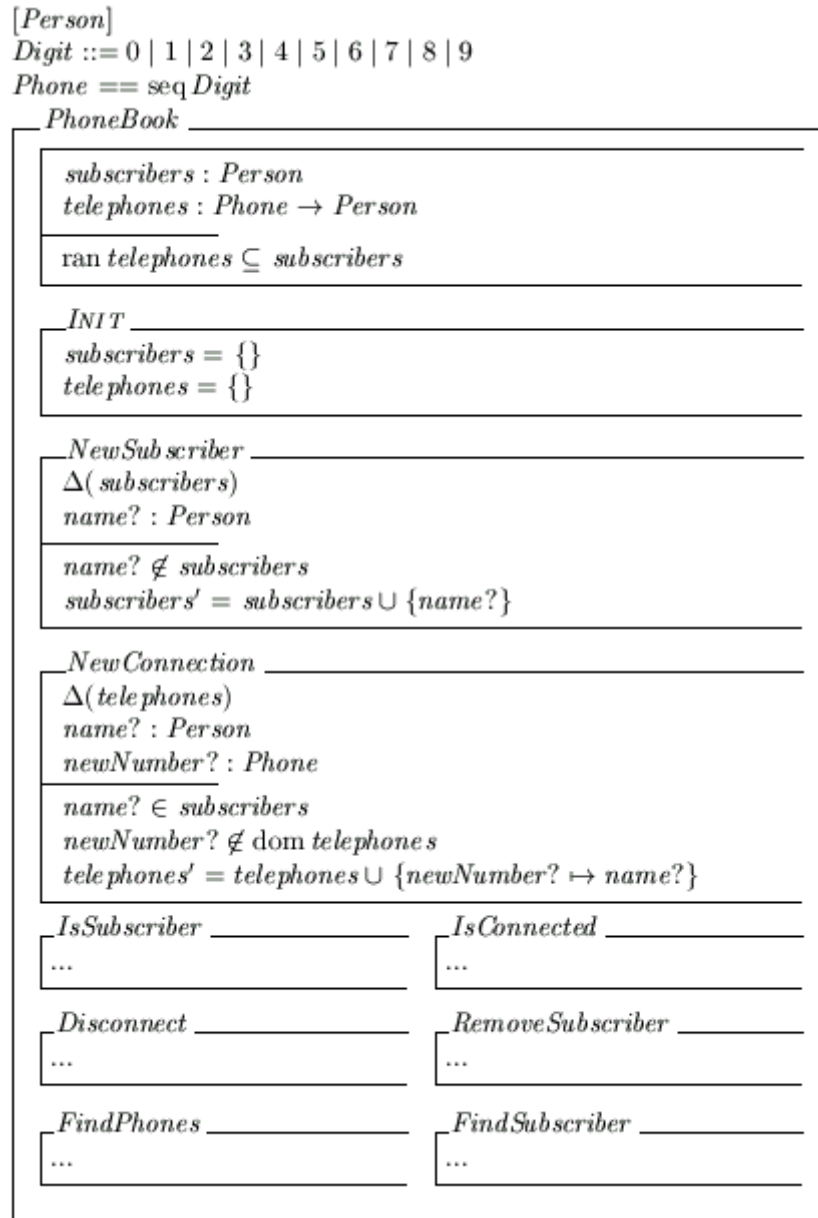 [Person]
Digit ::= 0 | 1 | 2 | 3 | 4 | 5 | 6 | 7 | 8 | 9
Phone == seq Digit
PhoneBook
subscribers : Person
telephones : Phone → Person
ran telephones ⊆ subscribers
INIT
subscribers = {}
telephones = {}
NewSubscriber
Δ(subscribers)
name? : Person
name? ∉ subscribers
subscribers′ = subscribers ∪ {name?}
NewConnection
Δ(telephones)
name? : Person
newNumber? : Phone
name? ∈ subscribers
newNumber? ∉ dom telephones
telephones′ = telephones ∪ {newNumber? ↦ name?}
IsSubscriber IsConnected
... ...
Disconnect RemoveSubscriber
... ...
FindPhones FindSubscriber
... ...